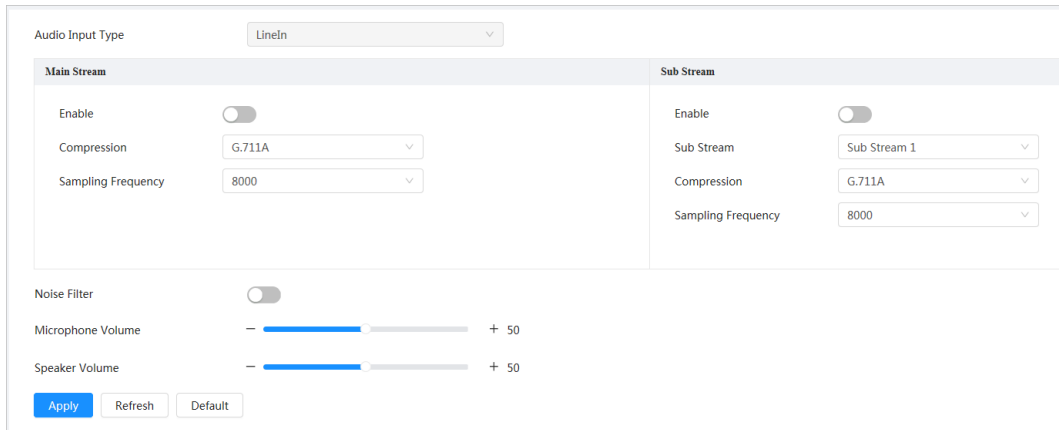 Audio Input Type LineIn
Main Stream Sub Stream
Enable Enable
Compression G.711A Sub Stream Sub Stream 1
Sampling Frequency 8000 Compression G.711A
Sampling Frequency 8000
Noise Filter
Microphone Volume − + 50
Speaker Volume − + 50
Apply Refresh Default